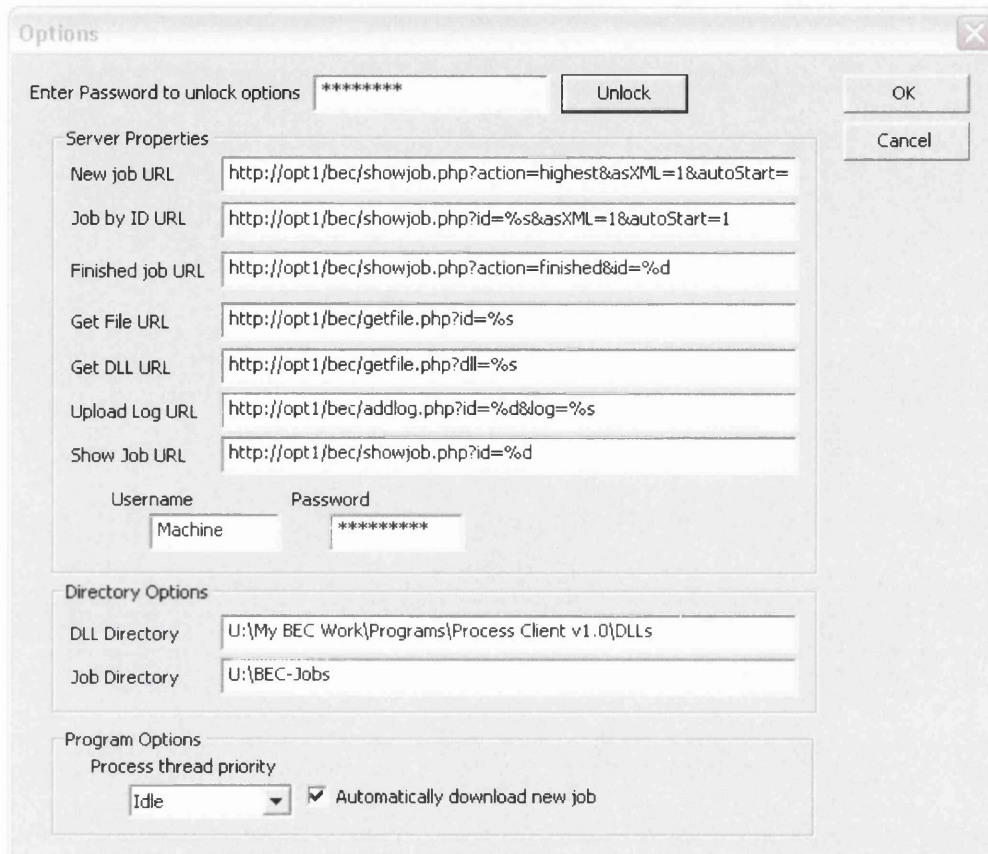 Options
Enter Password to unlock options ******** Unlock OK
Cancel
Server Properties
New job URL http://opt1/bec/showjob.php?action=highest&asXML=1&autoStart=
Job by ID URL http://opt1/bec/showjob.php?id=%s&asXML=1&autoStart=1
Finished job URL http://opt1/bec/showjob.php?action=finished&id=%d
Get File URL http://opt1/bec/getfile.php?id=%s
Get DLL URL http://opt1/bec/getfile.php?dll=%s
Upload Log URL http://opt1/bec/addlog.php?id=%d&log=%s
Show Job URL http://opt1/bec/showjob.php?id=%d
Username Password
Machine *********
Directory Options
DLL Directory U:\My BEC Work\Programs\Process Client v1.0\DLLs
Job Directory U:\BEC-Jobs
Program Options
Process thread priority
Idle Automatically download new job